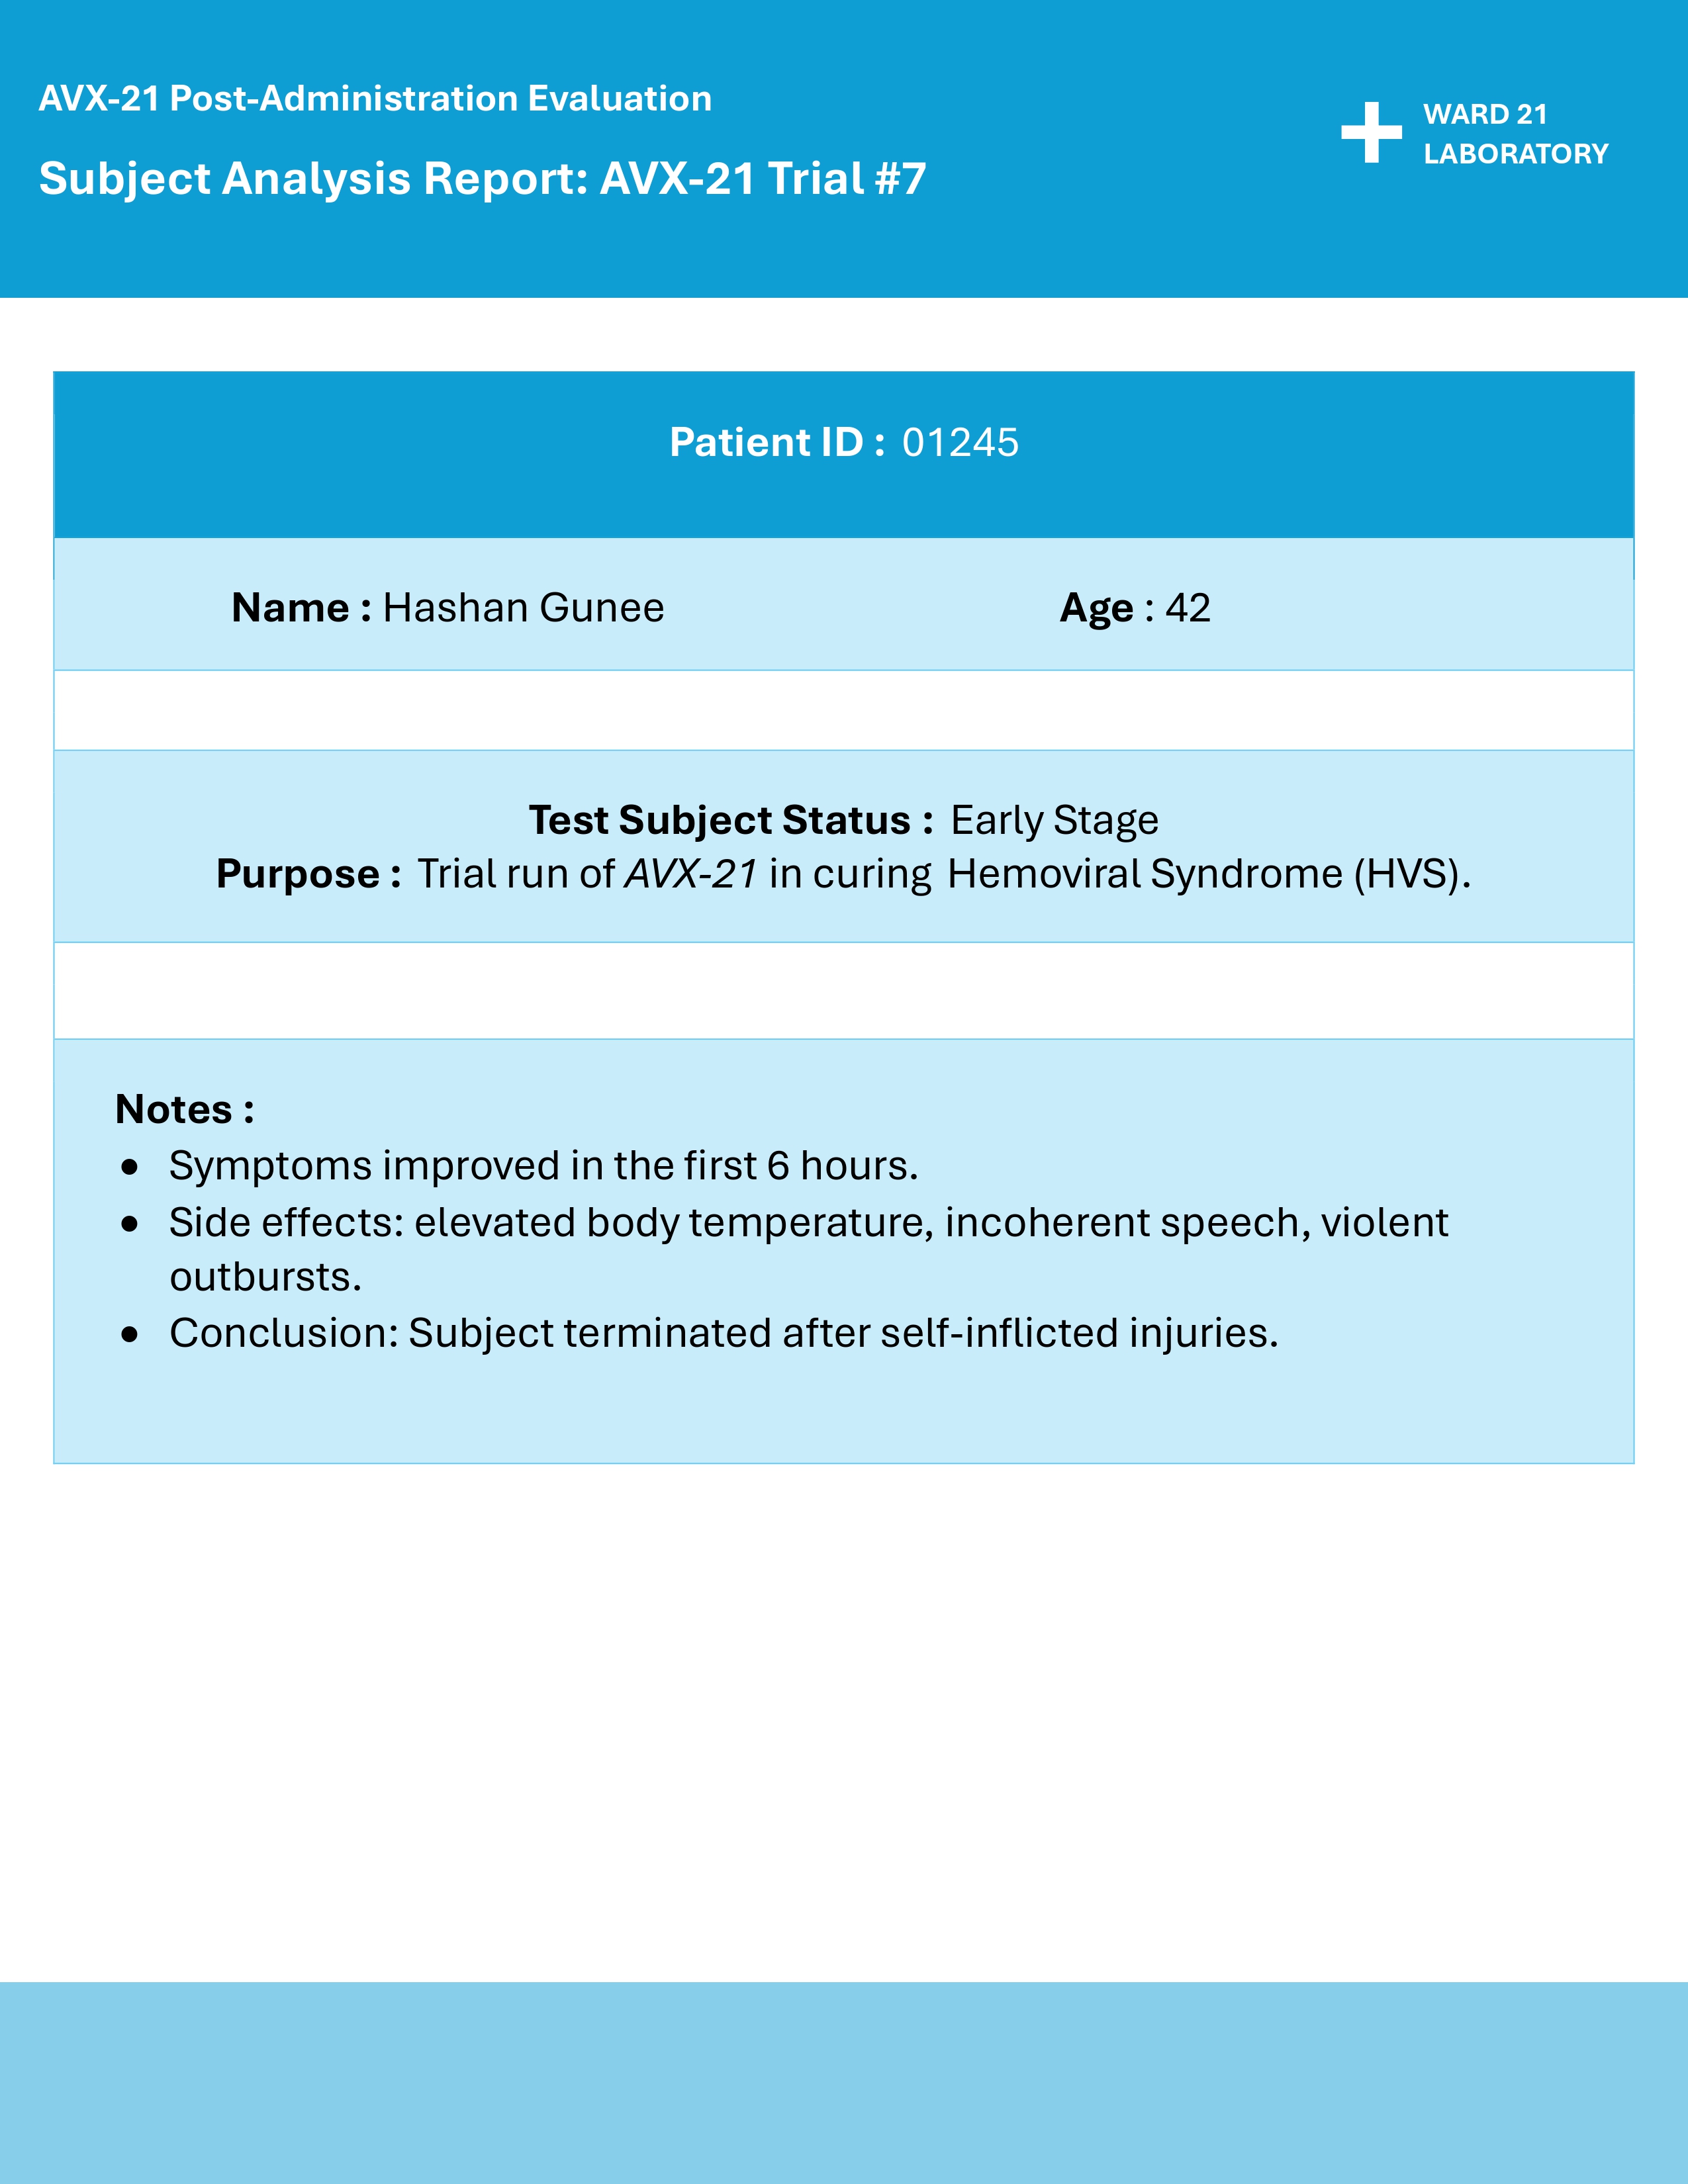 AVX-21 Post-Administration Evaluation
Subject Analysis Report: AVX-21 Trial #7
WARD 21
LABORATORY
Patient ID : 01245
Name : Hashan Gunee
Age : 42
Test Subject Status : Early Stage
Purpose : Trial run of AVX-21 in curing Hemoviral Syndrome (HVS).
Notes :
● Symptoms improved in the first 6 hours.
● Side effects: elevated body temperature, incoherent speech, violent
outbursts.
● Conclusion: Subject terminated after self-inflicted injuries.